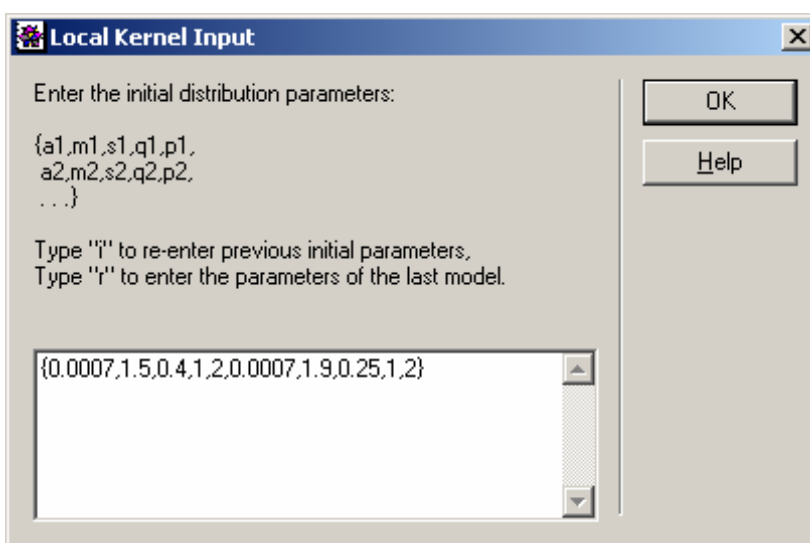 Local Kernel Input
Enter the initial distribution parameters:
{a1,m1,s1,q1,p1,
a2,m2,s2,q2,p2,
. . .}
Type "i" to re-enter previous initial parameters,
Type "r" to enter the parameters of the last model.
{0.0007,1.5,0.4,1,2,0.0007,1.9,0.25,1,2}
OK
Help